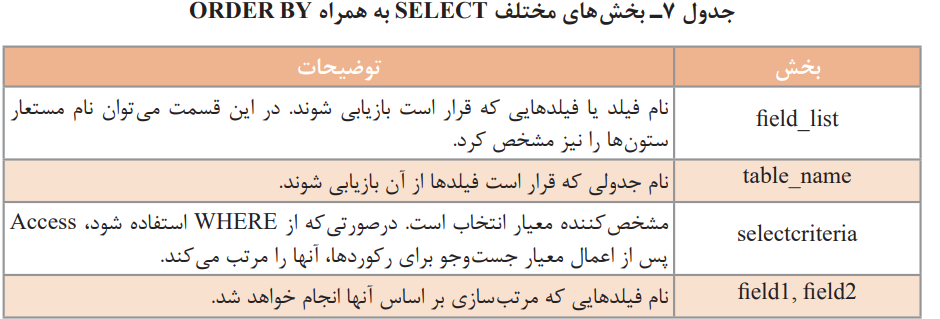 جدول ۷ـ بخش‌های مختلف SELECT به همراه ORDER BY
بخش
توضیحات
field_list
نام فیلد یا فیلدهایی که قرار است بازیابی شوند. در این قسمت می‌توان نام مستعار
ستون‌ها را نیز مشخص کرد.
table_name
نام جدولی که قرار است فیلدها از آن بازیابی شوند.
selectcriteria
مشخص‌کننده معیار انتخاب است. درصورتی‌که از WHERE استفاده شود، Access
پس از اعمال معیار جست‌وجو برای رکوردها، آنها را مرتب می‌کند.
field1, field2
نام فیلدهایی که مرتب‌سازی بر اساس آنها انجام خواهد شد.